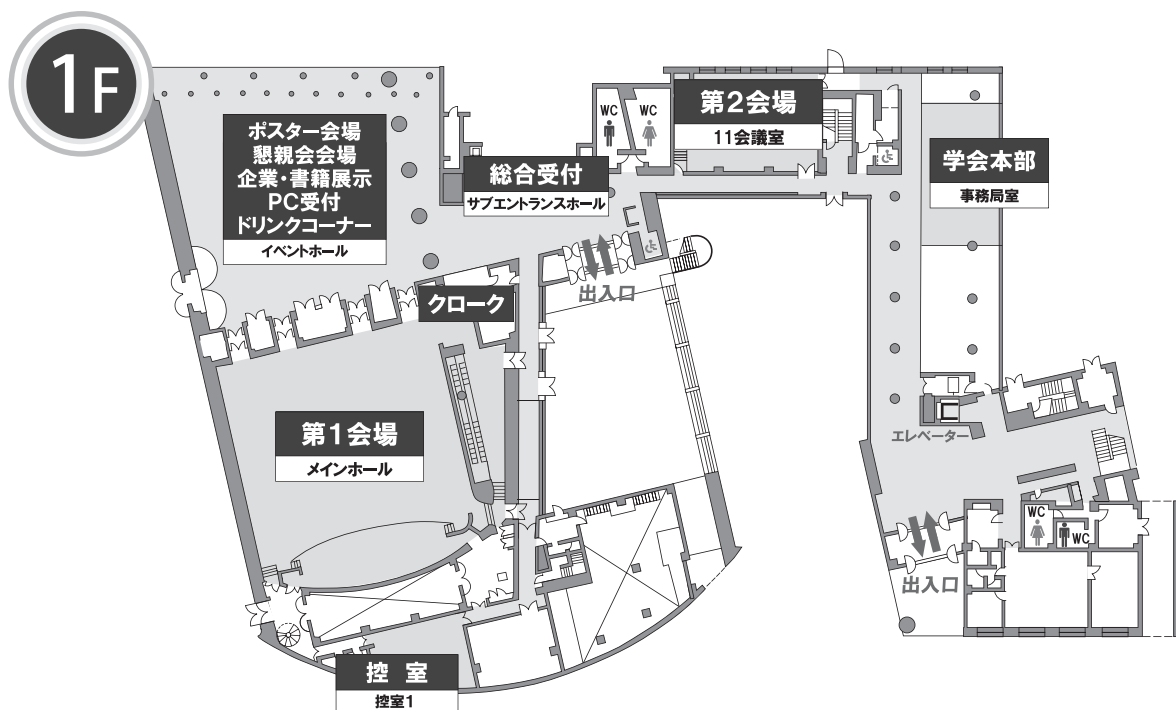 1F
ポスター会場
懇親会会場
企業・書籍展示
PC受付
ドリンクコーナー
イベントホール
総合受付
サブエントランスホール
WC
WC
第2会場
11会議室
学会本部
事務局室
出入口
クローク
第1会場
メインホール
エレベーター
WC
WC
出入口
控 室
控室1